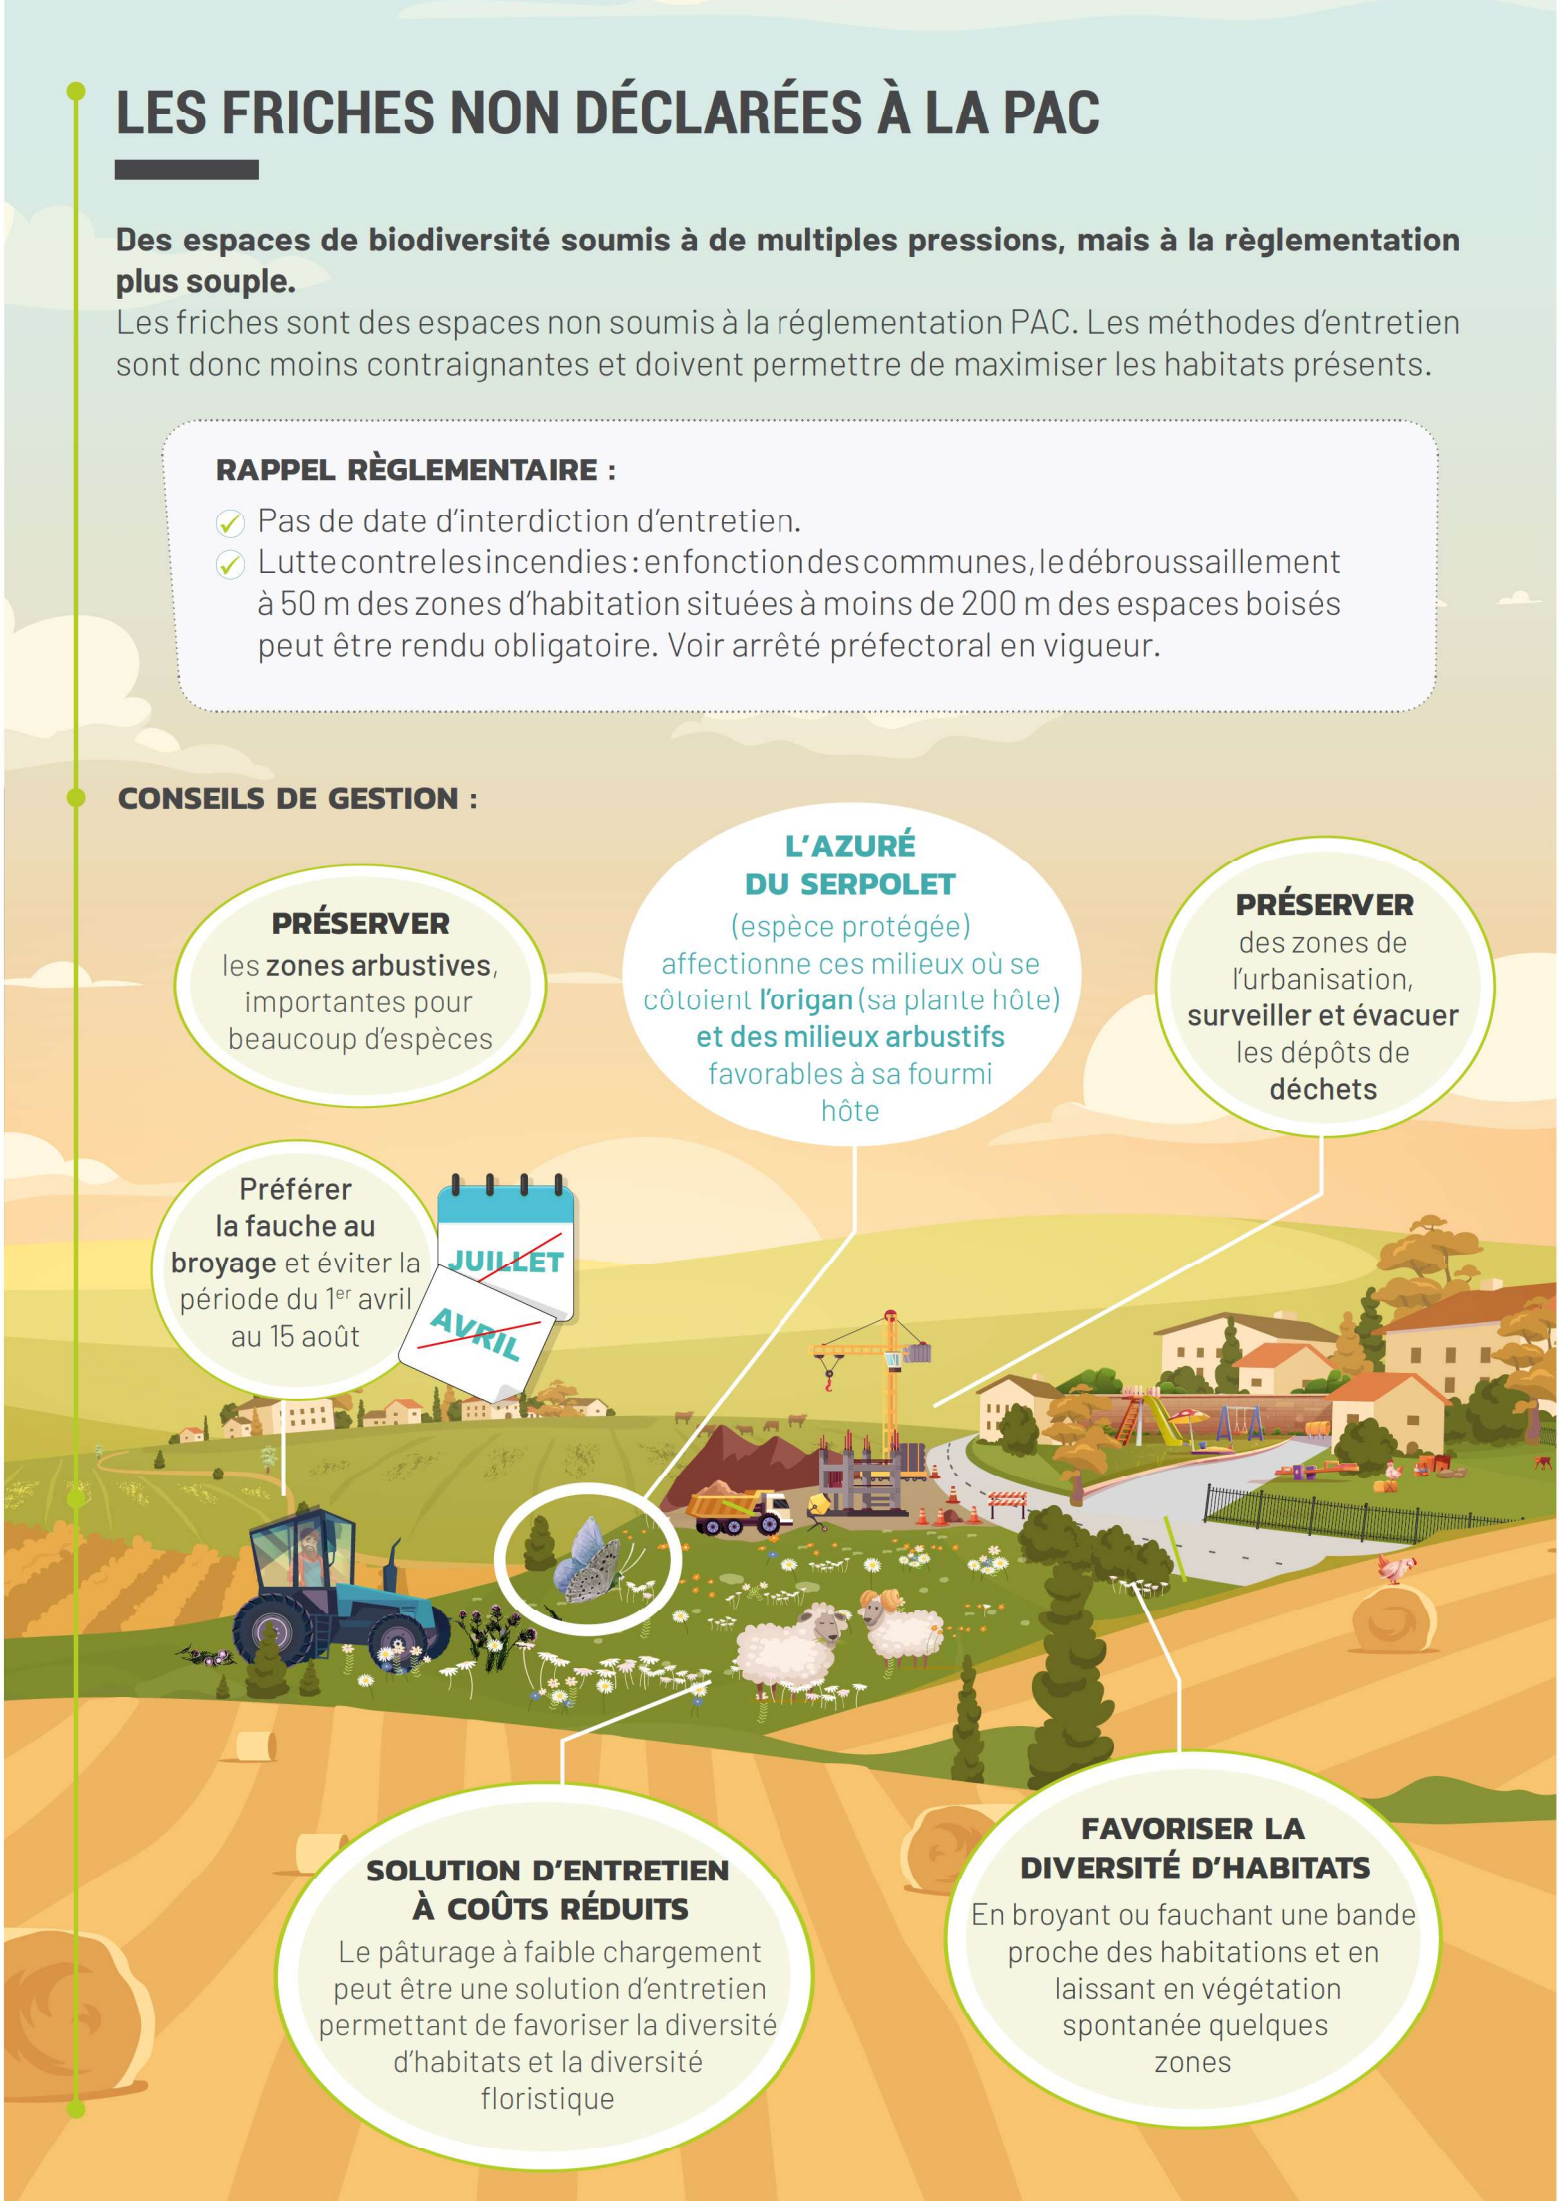 LES FRICHES NON DÉCLARÉES À LA PAC
Des espaces de biodiversité soumis à de multiples pressions, mais à la règlementation
plus souple.
Les friches sont des espaces non soumis à la réglementation PAC. Les méthodes d'entretien
sont donc moins contraignantes et doivent permettre de maximiser les habitats présents.
RAPPEL RÈGLEMENTAIRE :
Pas de date d'interdiction d'entretien.
Lutte contre les incendies : en fonction des communes, le débroussaillement
à 50 m des zones d'habitation situées à moins de 200 m des espaces boisés
peut être rendu obligatoire. Voir arrêté préfectoral en vigueur.
CONSEILS DE GESTION :
PRÉSERVER
les zones arbustives,
importantes pour
beaucoup d'espèces
L'AZURÉ
DU SERPOLET
(espèce protégée)
affectionne ces milieux où se
côtoient l'origan (sa plante hôte)
et des milieux arbustifs
favorables à sa fourmi
hôte
PRÉSERVER
des zones de
l'urbanisation,
surveiller et évacuer
les dépôts de
déchets
Préférer
la fauche au
broyage et éviter la
période du 1er avril
au 15 août
JUILLET
AVRIL
SOLUTION D'ENTRETIEN
À COÛTS RÉDUITS
Le pâturage à faible chargement
peut être une solution d'entretien
permettant de favoriser la diversité
d'habitats et la diversité
floristique
FAVORISER LA
DIVERSITÉ D'HABITATS
En broyant ou fauchant une bande
proche des habitations et en
laissant en végétation
spontanée quelques
zones